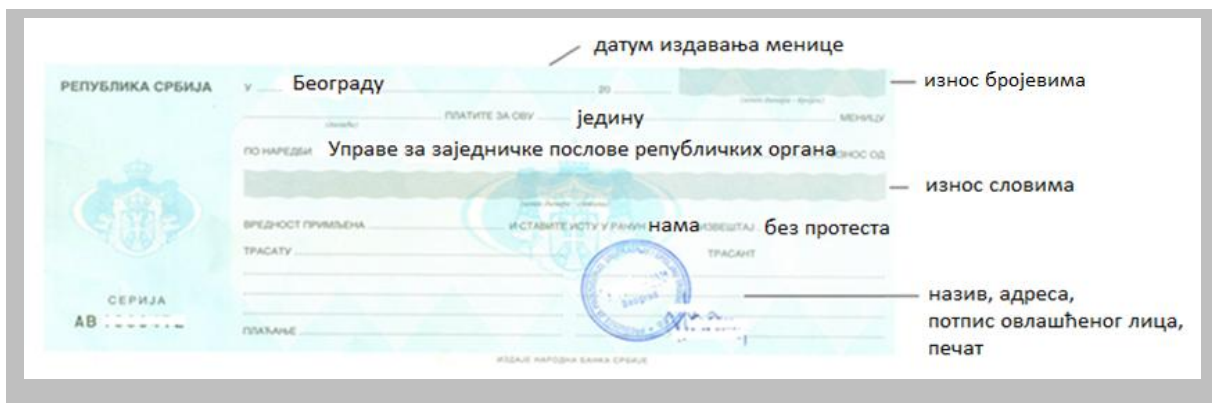 датум издавања менице
РЕПУБЛИКА СРБИЈА у Београду 20 износ бројевима
ПЛАТИТЕ ЗА ОВУ једину МЕНИЦУ
ПО НАРЕДБИ Управе за заједничке послове републичких органа ИЗНОС ОД
износ словима
ВРЕДНОСТ ПРИМЉЕНА И СТАВИТЕ ИСТУ У РАЧУН нама ИЗВЕШТАЈ без протеста
ТРАСАТУ ТРАСАНТ
СЕРИЈА назив, адреса,
АВ потпис овлашћеног лица,
ПЛАЋАЊЕ печат
ИЗДАЈЕ НАРОДНА БАНКА СРБИЈЕ